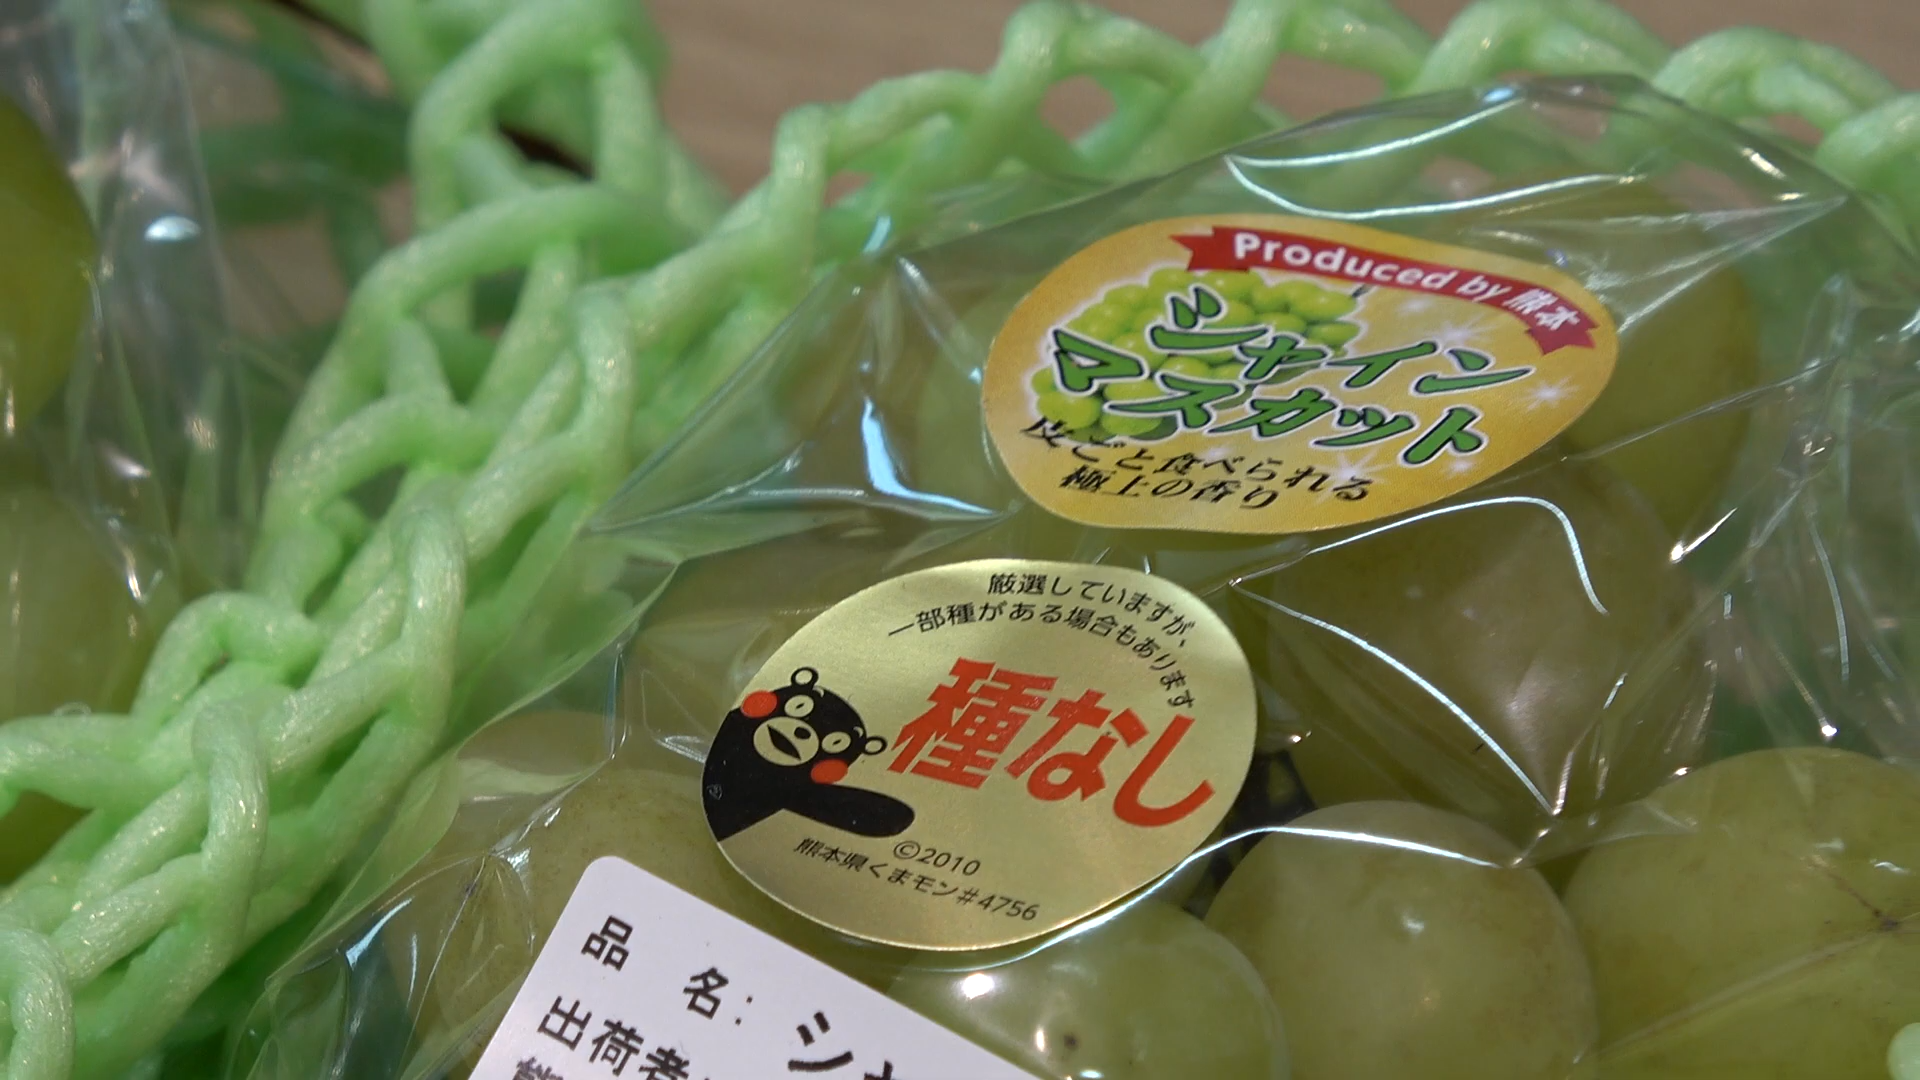 Produced by 熊本
シャイン
マスカット
皮ごと食べられる
極上の香り
厳選していますが、
一部種がある場合もあります
種なし
©2010
熊本県くまモン#4756
品 名: シャ
出荷者